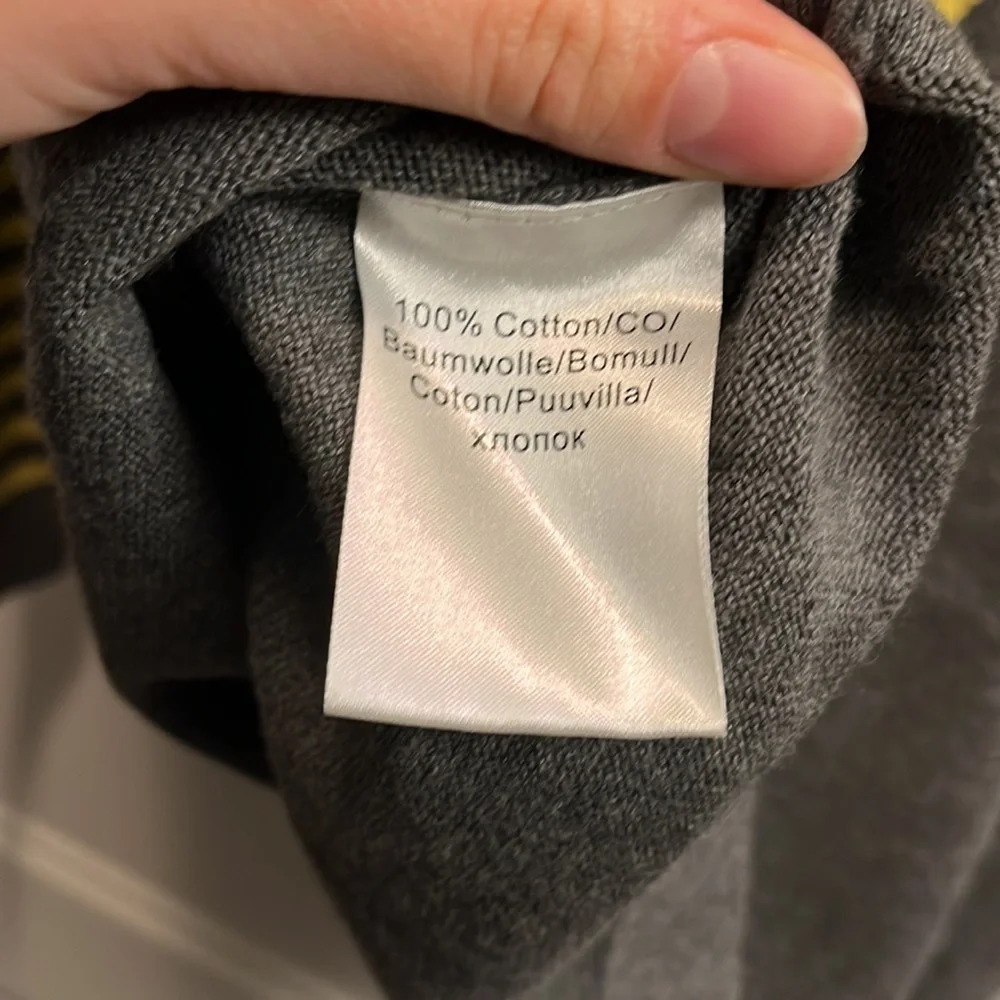 100% Cotton/CO/
Baumwolle/Bomull/
Coton/Puuvilla/
хлопок